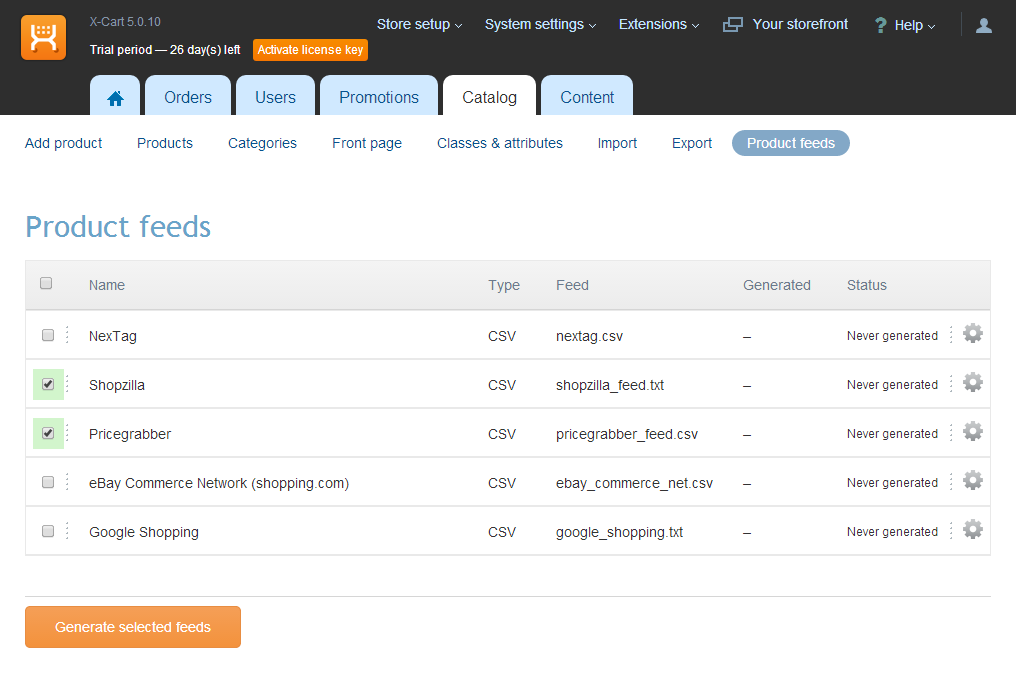 X-Cart 5.0.10
Store setup System settings Extensions Your storefront ? Help
Trial period — 26 day(s) left Activate license key
Orders Users Promotions Catalog Content
Add product Products Categories Front page Classes & attributes Import Export Product feeds
Product feeds
Name Type Feed Generated Status
NexTag CSV nextag.csv – Never generated
Shopzilla CSV shopzilla_feed.txt – Never generated
Pricegrabber CSV pricegrabber_feed.csv – Never generated
eBay Commerce Network (shopping.com) CSV ebay_commerce_net.csv – Never generated
Google Shopping CSV google_shopping.txt – Never generated
Generate selected feeds